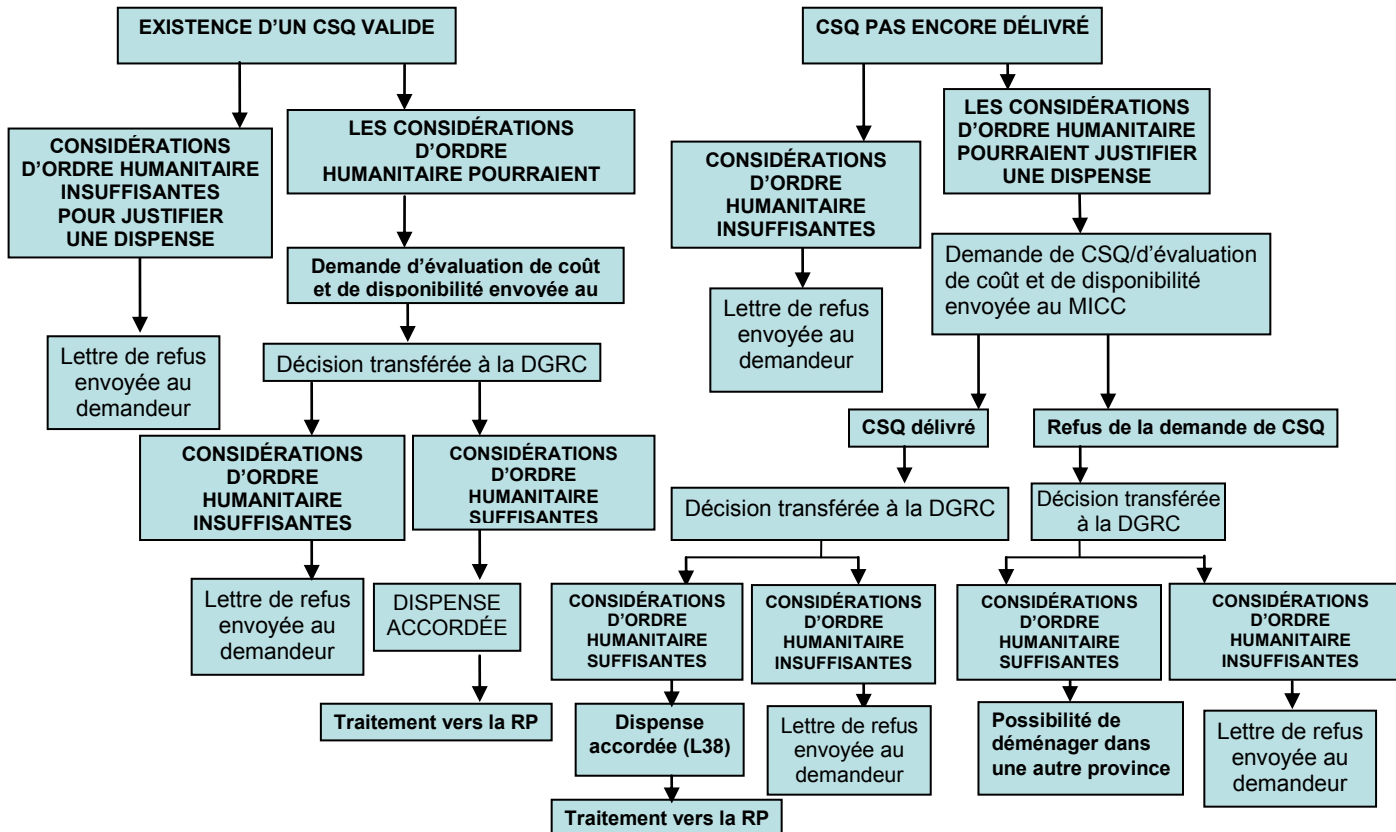 EXISTENCE D'UN CSQ VALIDE
CONSIDÉRATIONS
D'ORDRE HUMANITAIRE
INSUFFISANTES
POUR JUSTIFIER
UNE DISPENSE
Lettre de refus
envoyée au
demandeur
LES CONSIDÉRATIONS
D'ORDRE
HUMANITAIRE POURRAIENT
Demande d'évaluation de coût
et de disponibilité envoyée au
Décision transférée à la DGRC
CONSIDÉRATIONS
D'ORDRE
HUMANITAIRE
INSUFFISANTES
Lettre de refus
envoyée au
demandeur
CONSIDÉRATIONS
D'ORDRE
HUMANITAIRE
SUFFISANTES
DISPENSE
ACCORDÉE
Traitement vers la RP
CSQ PAS ENCORE DÉLIVRÉ
CONSIDÉRATIONS
D'ORDRE
HUMANITAIRE
INSUFFISANTES
Lettre de refus
envoyée au
demandeur
LES CONSIDÉRATIONS
D'ORDRE HUMANITAIRE
POURRAIENT JUSTIFIER
UNE DISPENSE
Demande de CSQ/d'évaluation
de coût et de disponibilité
envoyée au MICC
CSQ délivré
Décision transférée à la DGRC
CONSIDÉRATIONS
D'ORDRE
HUMANITAIRE
SUFFISANTES
Dispense
accordée (L38)
Traitement vers la RP
CONSIDÉRATIONS
D'ORDRE
HUMANITAIRE
INSUFFISANTES
Lettre de refus
envoyée au
demandeur
Refus de la demande de CSQ
Décision transférée
à la DGRC
CONSIDÉRATIONS
D'ORDRE
HUMANITAIRE
SUFFISANTES
Possibilité de
déménager dans
une autre province
CONSIDÉRATIONS
D'ORDRE
HUMANITAIRE
INSUFFISANTES
Lettre de refus
envoyée au
demandeur